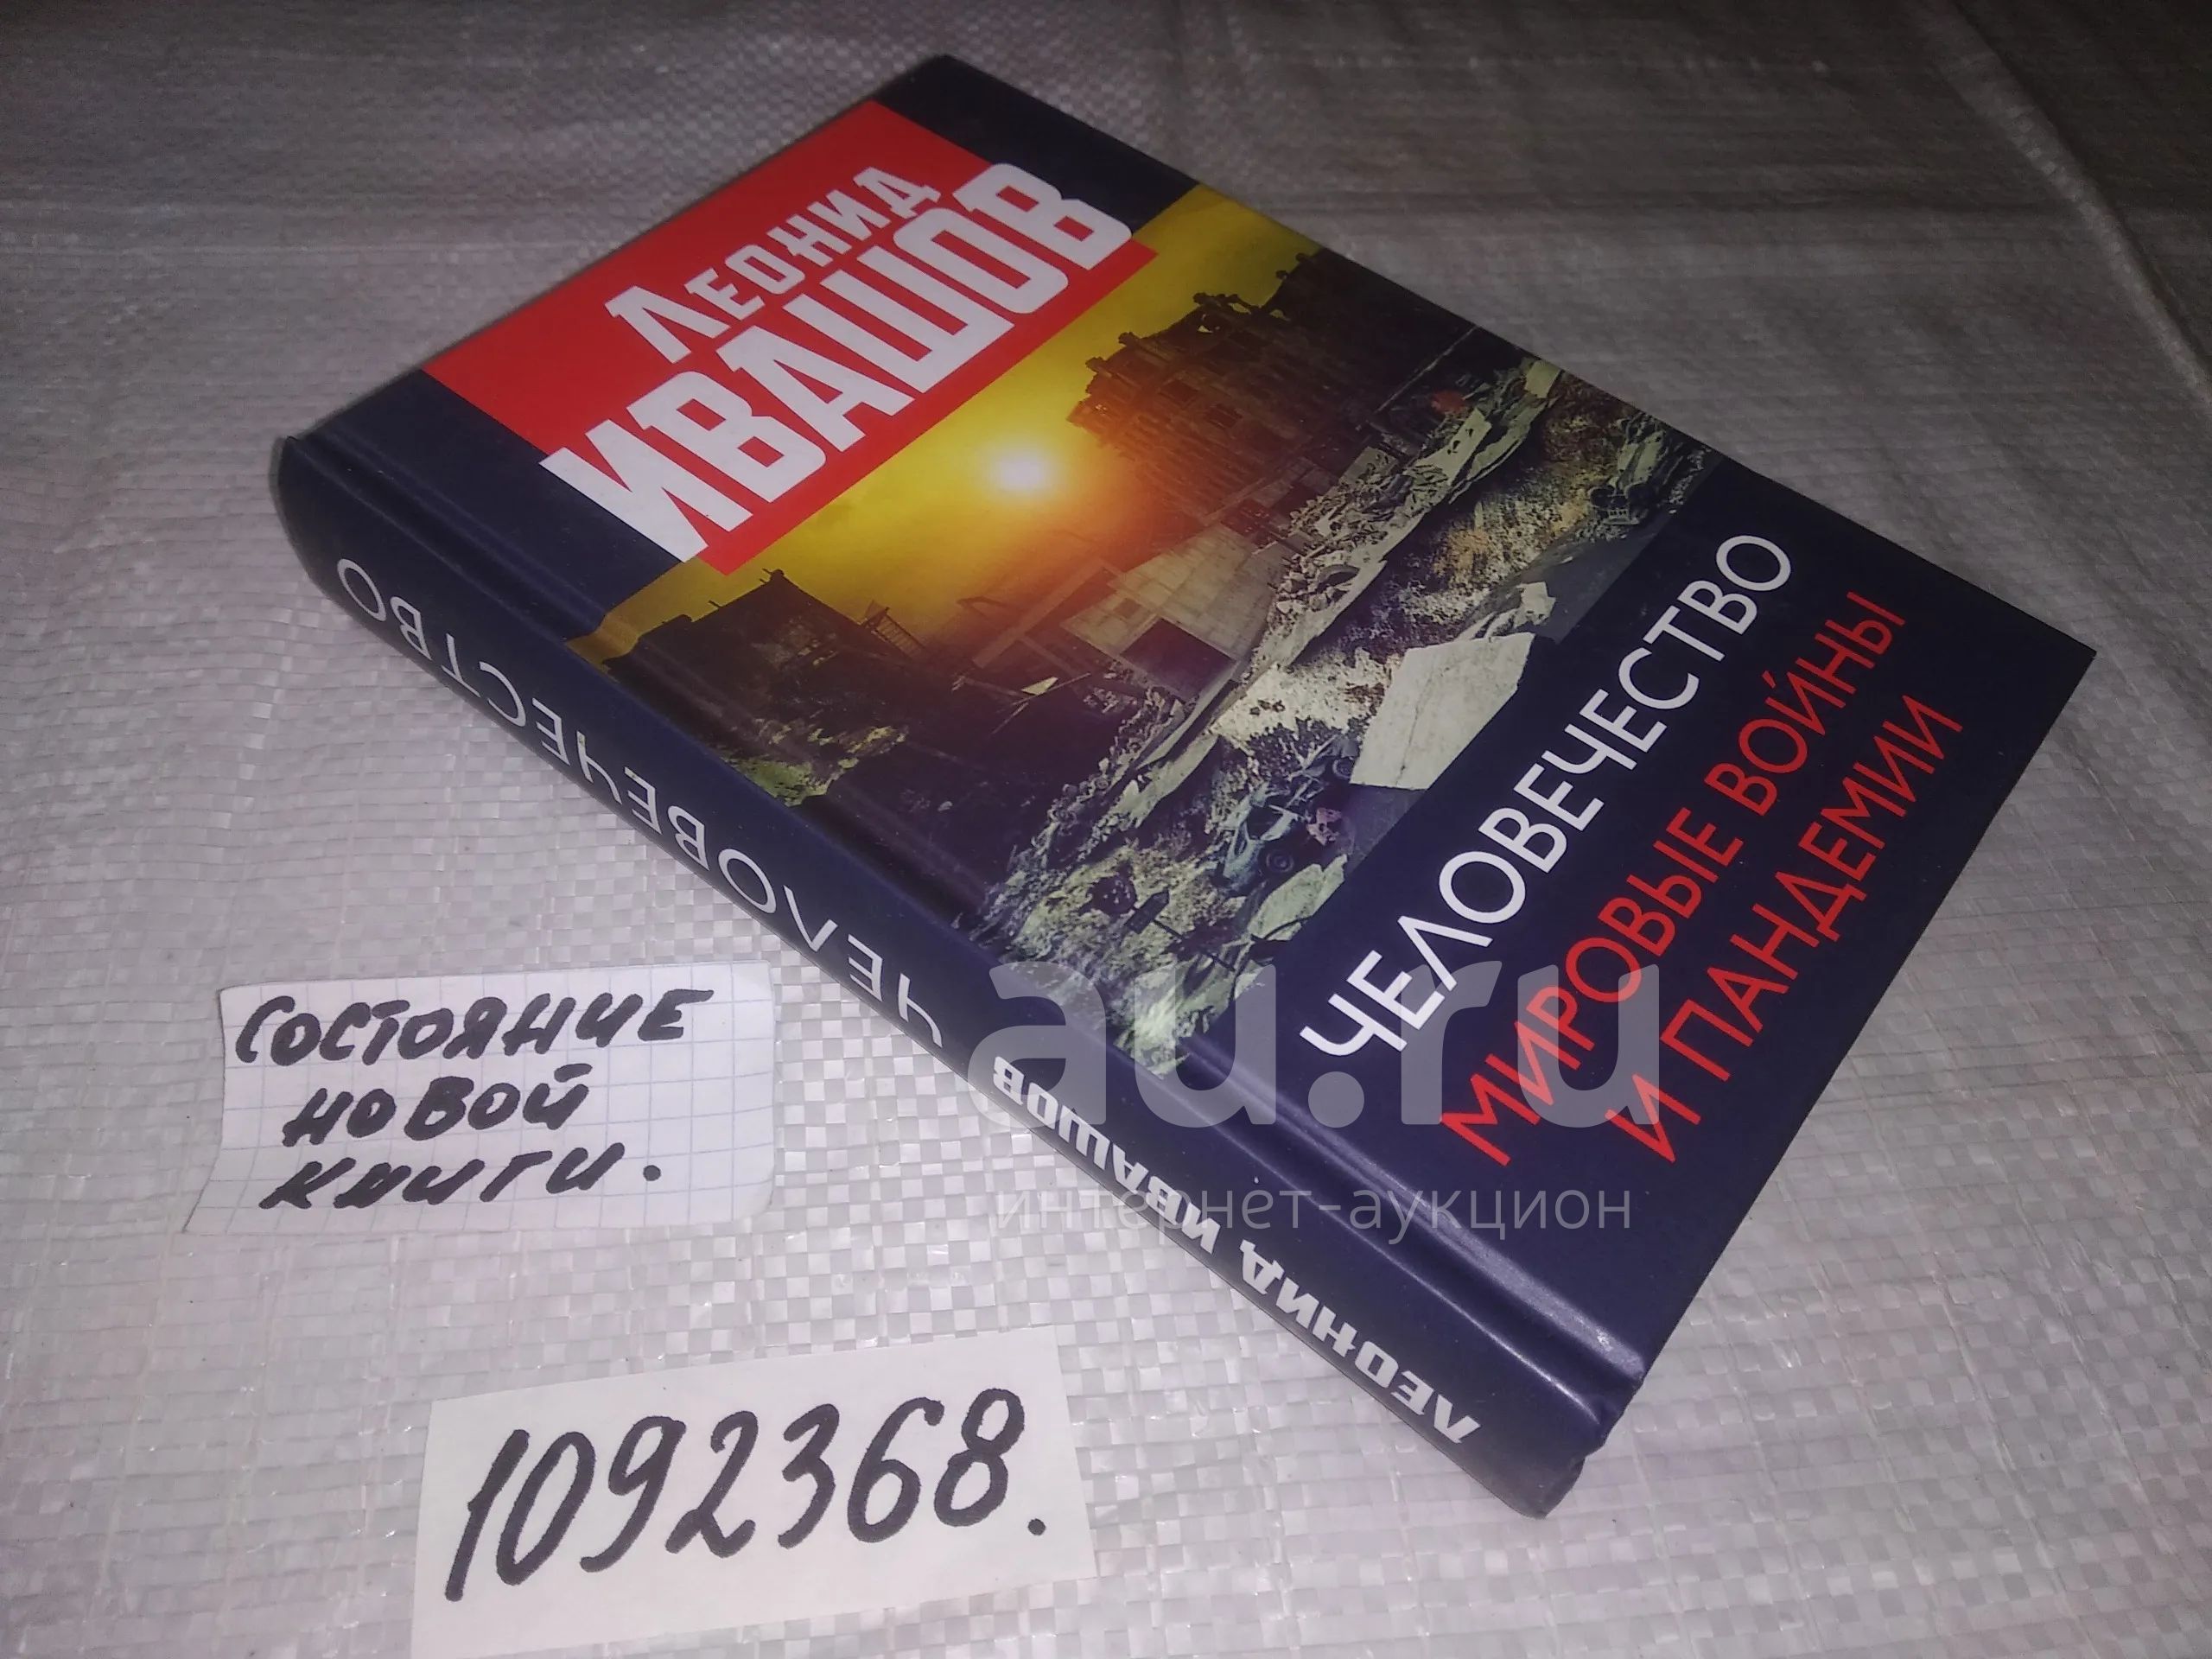 Леонид
ИВАШОВ
ЧЕЛОВЕЧЕСТВО
МИРОВЫЕ ВОЙНЫ
И ПАНДЕМИИ
ЛЕОНИД ИВАШОВ ЧЕЛОВЕЧЕСТВО
au.ru
интернет-аукцион
СОСТОЯНИЕ
НОВОЙ
КНИГИ.
1092368.